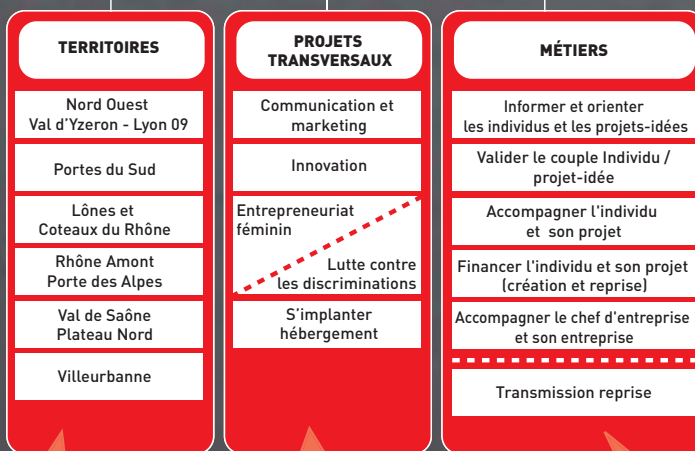 TERRITOIRES
Nord Ouest
Val d'Yzeron - Lyon 09
Portes du Sud
Lônes et
Coteaux du Rhône
Rhône Amont
Porte des Alpes
Val de Saône
Plateau Nord
Villeurbanne
PROJETS
TRANSVERSAUX
Communication et
marketing
Innovation
Entrepreneuriat
féminin
Lutte contre
les discriminations
S'implanter
hébergement
MÉTIERS
Informer et orienter
les individus et les projets-idées
Valider le couple Individu /
projet-idée
Accompagner l'individu
et son projet
Financer l'individu et son projet
(création et reprise)
Accompagner le chef d'entreprise
et son entreprise
Transmission reprise